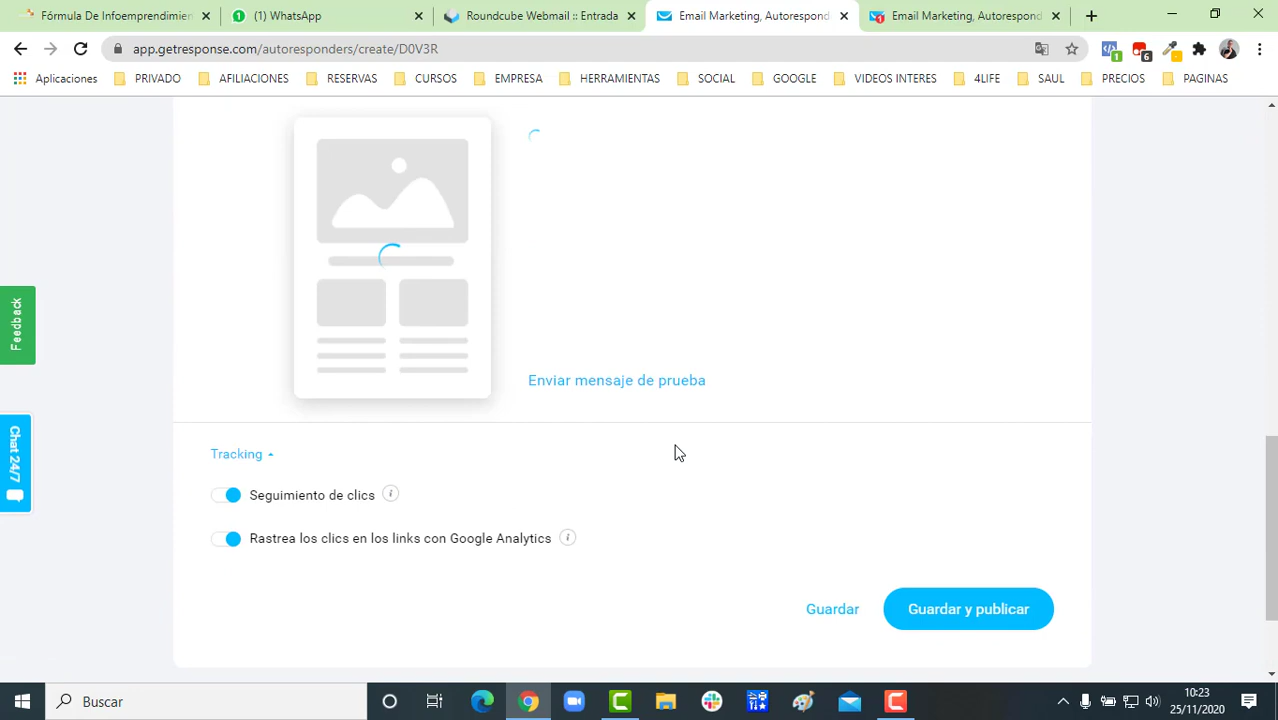 Fórmula De Infoemprendimien
(1) WhatsApp
Roundcube Webmail :: Entrada
Email Marketing, Autorespond
Email Marketing, Autorespond
app.getresponse.com/autoresponders/create/D0V3R
1
6
Aplicaciones
PRIVADO
AFILIACIONES
RESERVAS
CURSOS
EMPRESA
HERRAMIENTAS
SOCIAL
GOOGLE
VIDEOS INTERES
4LIFE
SAUL
PRECIOS
PAGINAS
Feedback
Chat 24/7
Enviar mensaje de prueba
Tracking
Seguimiento de clics
Rastrea los clics en los links con Google Analytics
Guardar
Guardar y publicar
Buscar
10:23
25/11/2020